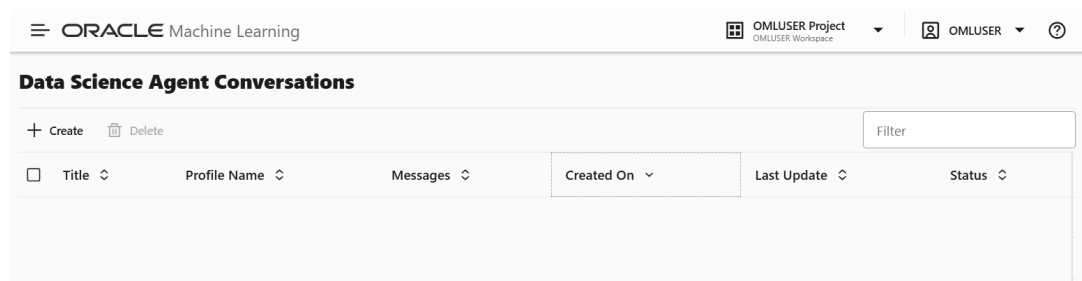 ORACLE Machine Learning
OMLUSER Project
OMLUSER Workspace
OMLUSER
Data Science Agent Conversations
Create Delete
Filter
Title Profile Name Messages Created On Last Update Status